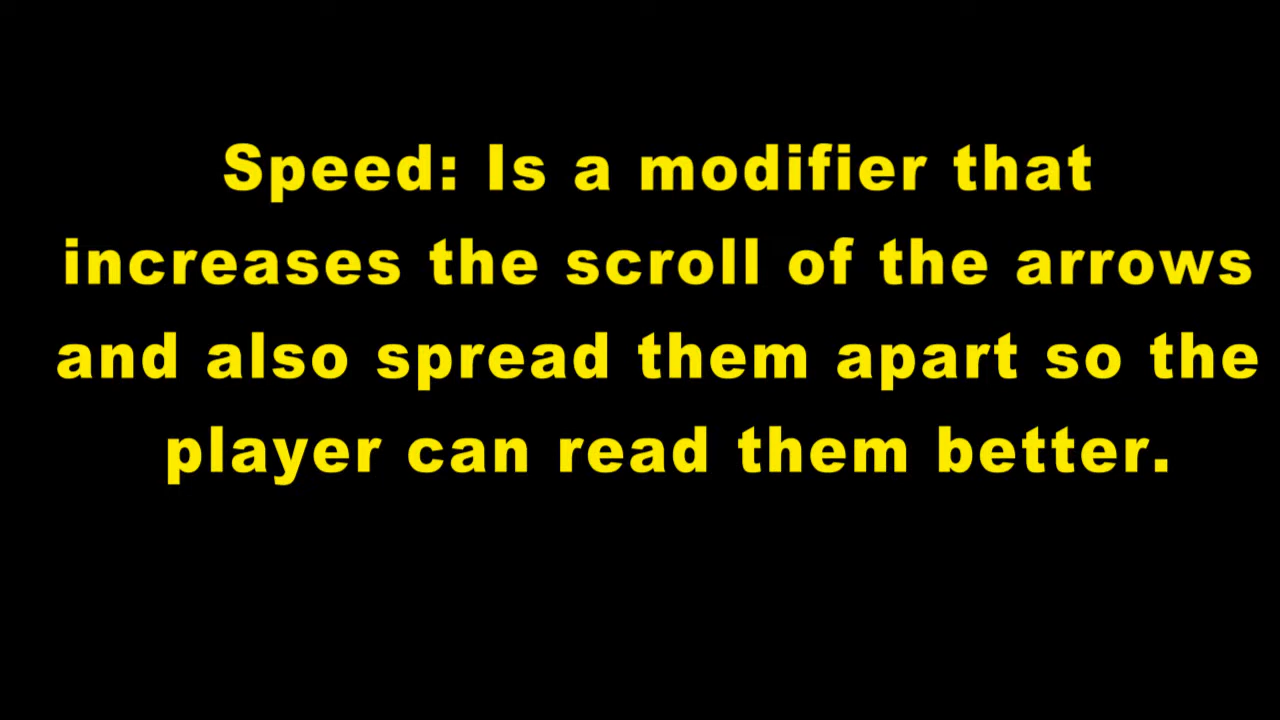 Speed: Is a modifier that
increases the scroll of the arrows
and also spread them apart so the
player can read them better.